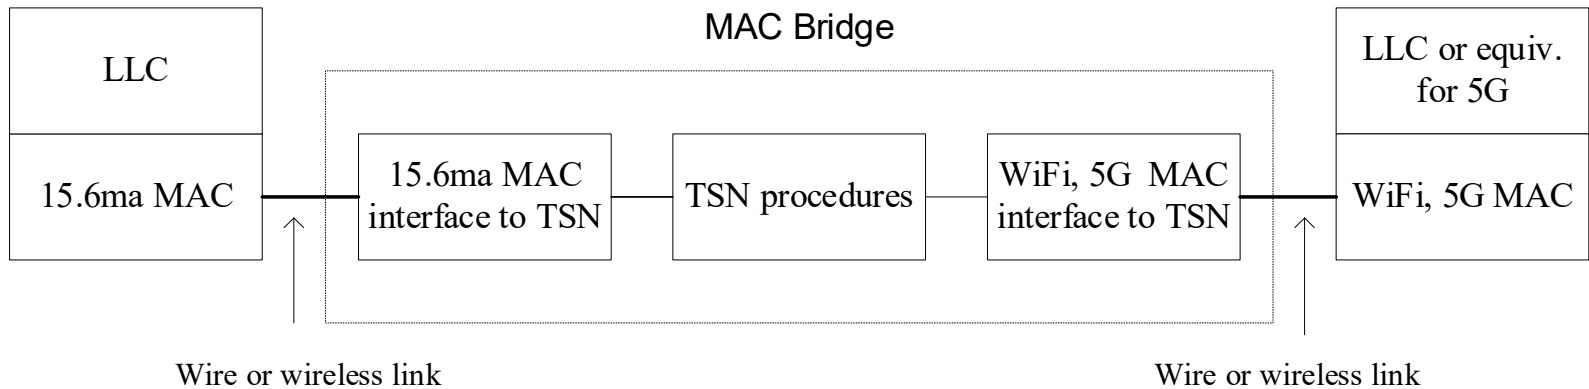 MAC Bridge
LLC
15.6ma MAC
15.6ma MAC
interface to TSN
TSN procedures
WiFi, 5G  MAC
interface to TSN
LLC or equiv.
for 5G
WiFi, 5G MAC
Wire or wireless link
Wire or wireless link